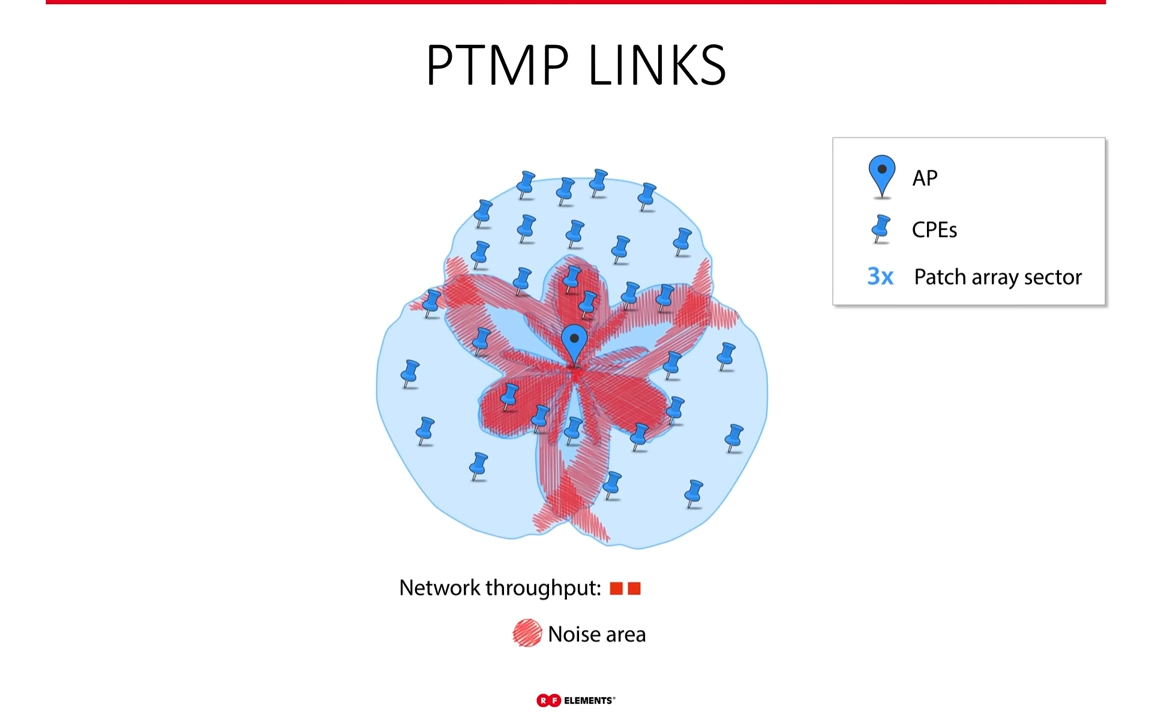 PTMP LINKS
AP
CPEs
3x Patch array sector
Network throughput:
Noise area
RF ELEMENTS®